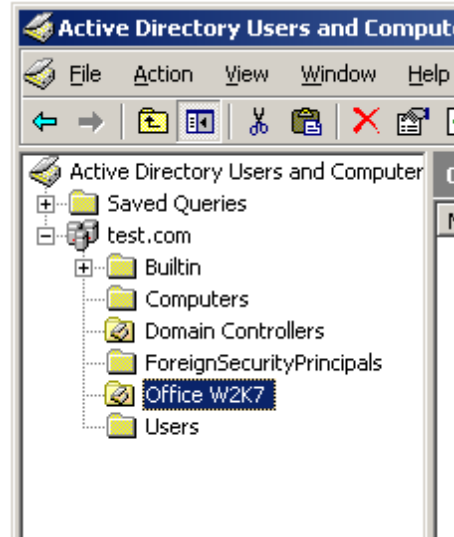 Active Directory Users and Comput
File Action View Window Help
Active Directory Users and Computer
Saved Queries
test.com
Builtin
Computers
Domain Controllers
ForeignSecurityPrincipals
Office W2K7
Users